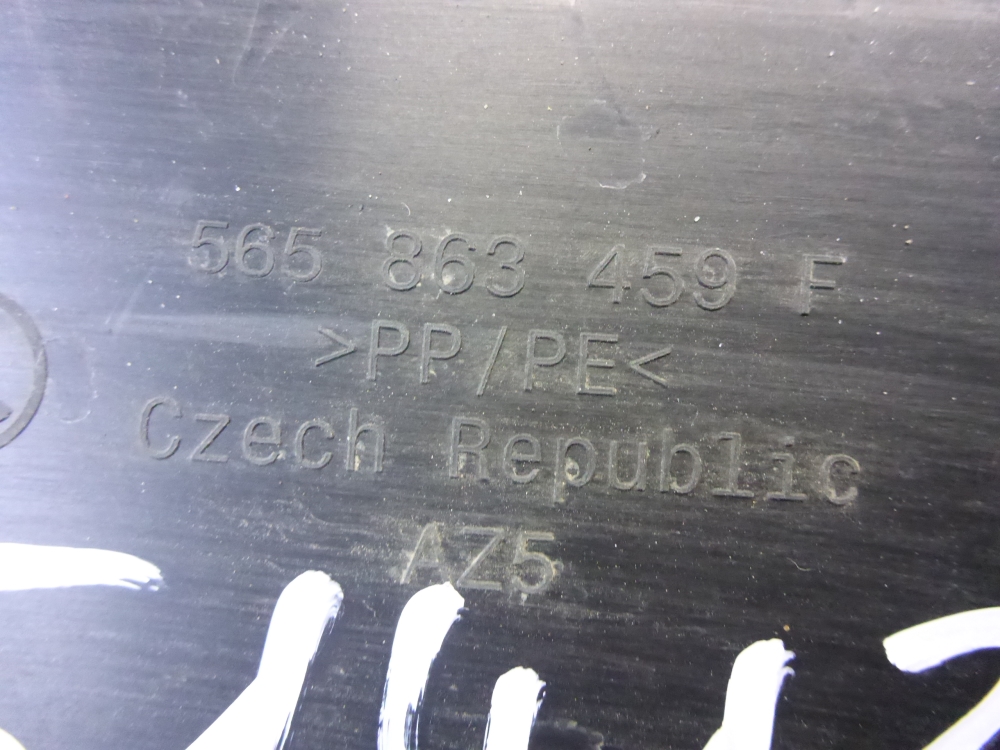 565 863 459 F
>PP/PE<
Czech Republic
AZ5